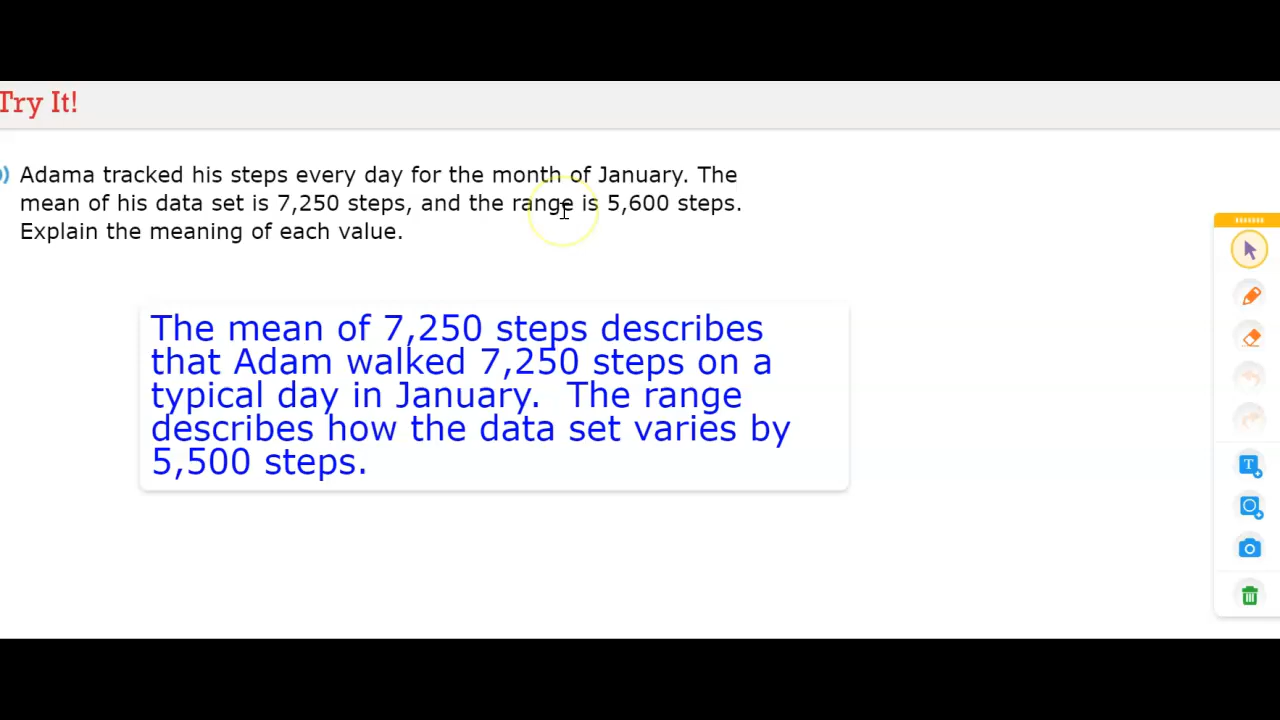 Try It!
) Adama tracked his steps every day for the month of January. The
mean of his data set is 7,250 steps, and the range is 5,600 steps.
Explain the meaning of each value.
The mean of 7,250 steps describes
that Adam walked 7,250 steps on a
typical day in January. The range
describes how the data set varies by
5,500 steps.
T